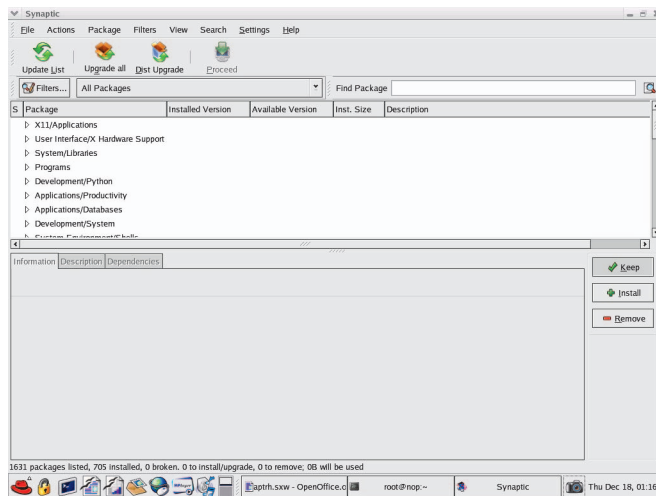 Synaptic
File Actions Package Filters View Search Settings Help
Update List Upgrade all Dist Upgrade Proceed
Filters... All Packages Find Package
S Package Installed Version Available Version Inst. Size Description
X11/Applications
User Interface/X Hardware Support
System/Libraries
Programs
Development/Python
Applications/Productivity
Applications/Databases
Development/System
System Environment/Shells
Information Description Dependencies
Keep
Install
Remove
1631 packages listed, 705 installed, 0 broken. 0 to install/upgrade, 0 to remove; 0B will be used
aptrh.sxw - OpenOffice.o root@nop:~ Synaptic Thu Dec 18, 01:16